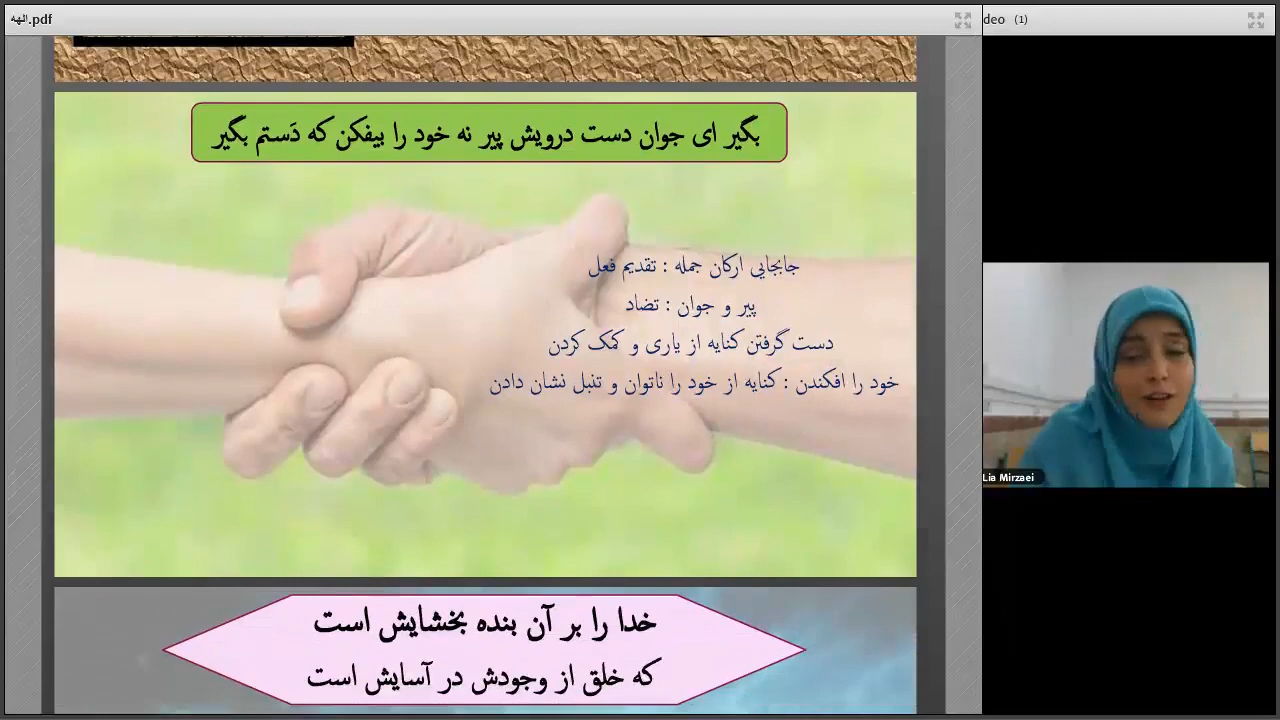 الهه.pdf
deo (1)
بگیر ای جوان دست درویش پیر نه خود را بیفکن که دَستم بگیر
جابجایی ارکان جمله : تقدیم فعل
پیر و جوان : تضاد
دست گرفتن کنایه از یاری و کمک کردن
خود را افکندن : کنایه از خود را ناتوان و تنبل نشان دادن
Lia Mirzaei
خدا را بر آن بنده بخشایش است
که خلق از وجودش در آسایش است